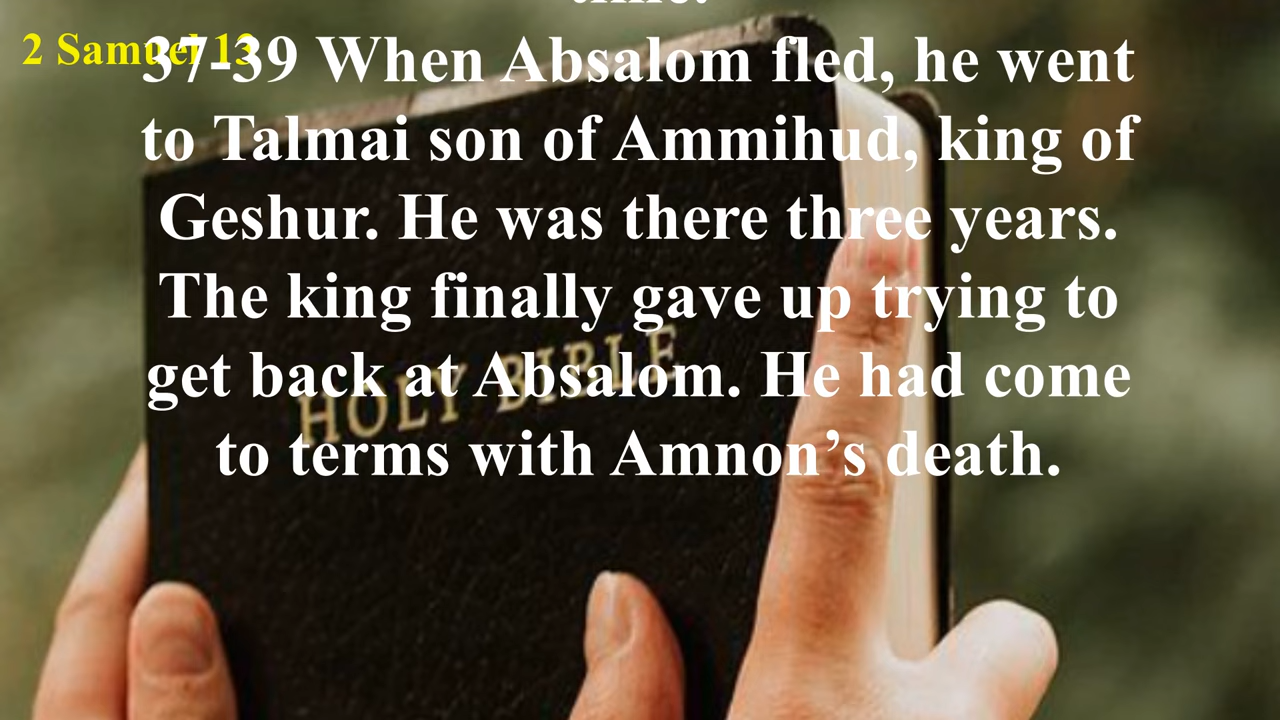 time.
2 Samuel 13
37-39 When Absalom fled, he went
to Talmai son of Ammihud, king of
Geshur. He was there three years.
The king finally gave up trying to
get back at Absalom. He had come
to terms with Amnon’s death.
HOLY BIBLE